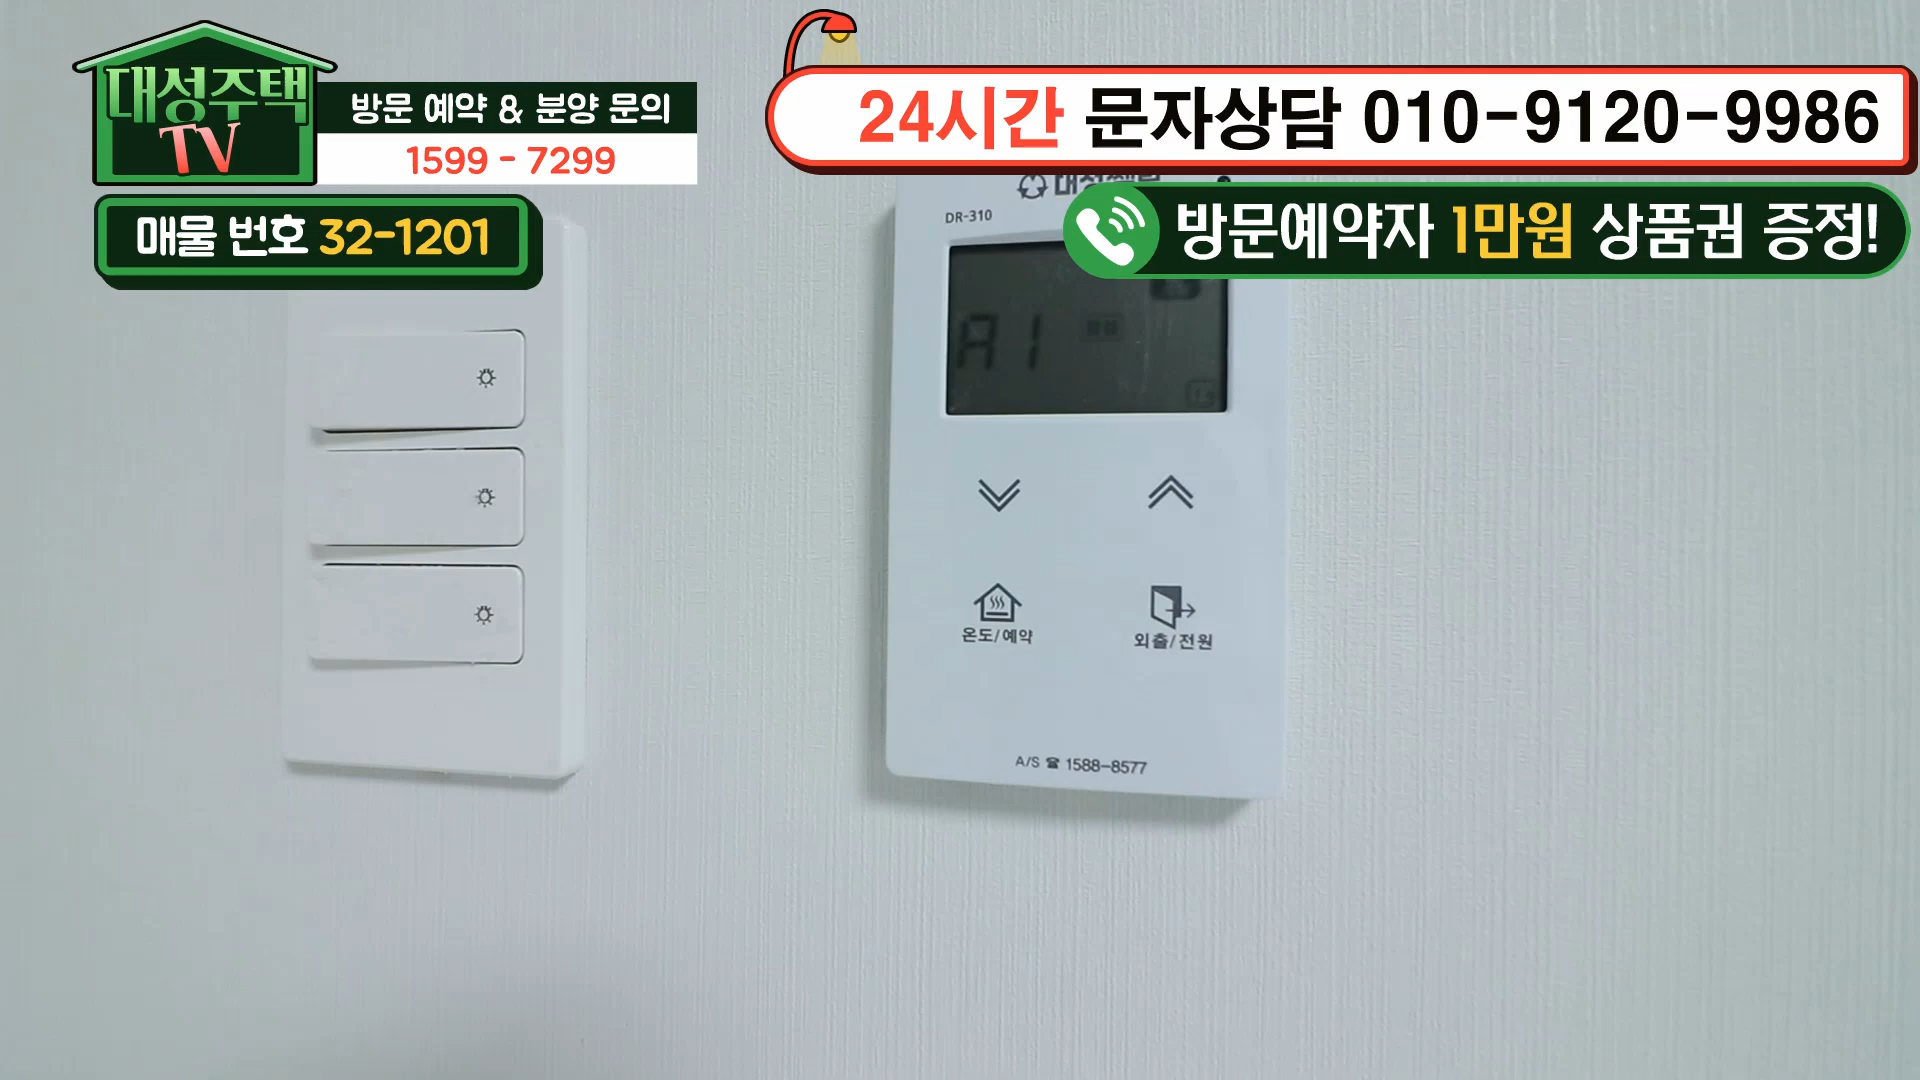 대성주택
TV
방문 예약 & 분양 문의
1599 - 7299
매물 번호 32-1201
24시간 문자상담 010-9120-9986
방문예약자 1만원 상품권 증정!
DR-310
A1
온도/예약
외출/전원
A/S ☎ 1588-8577